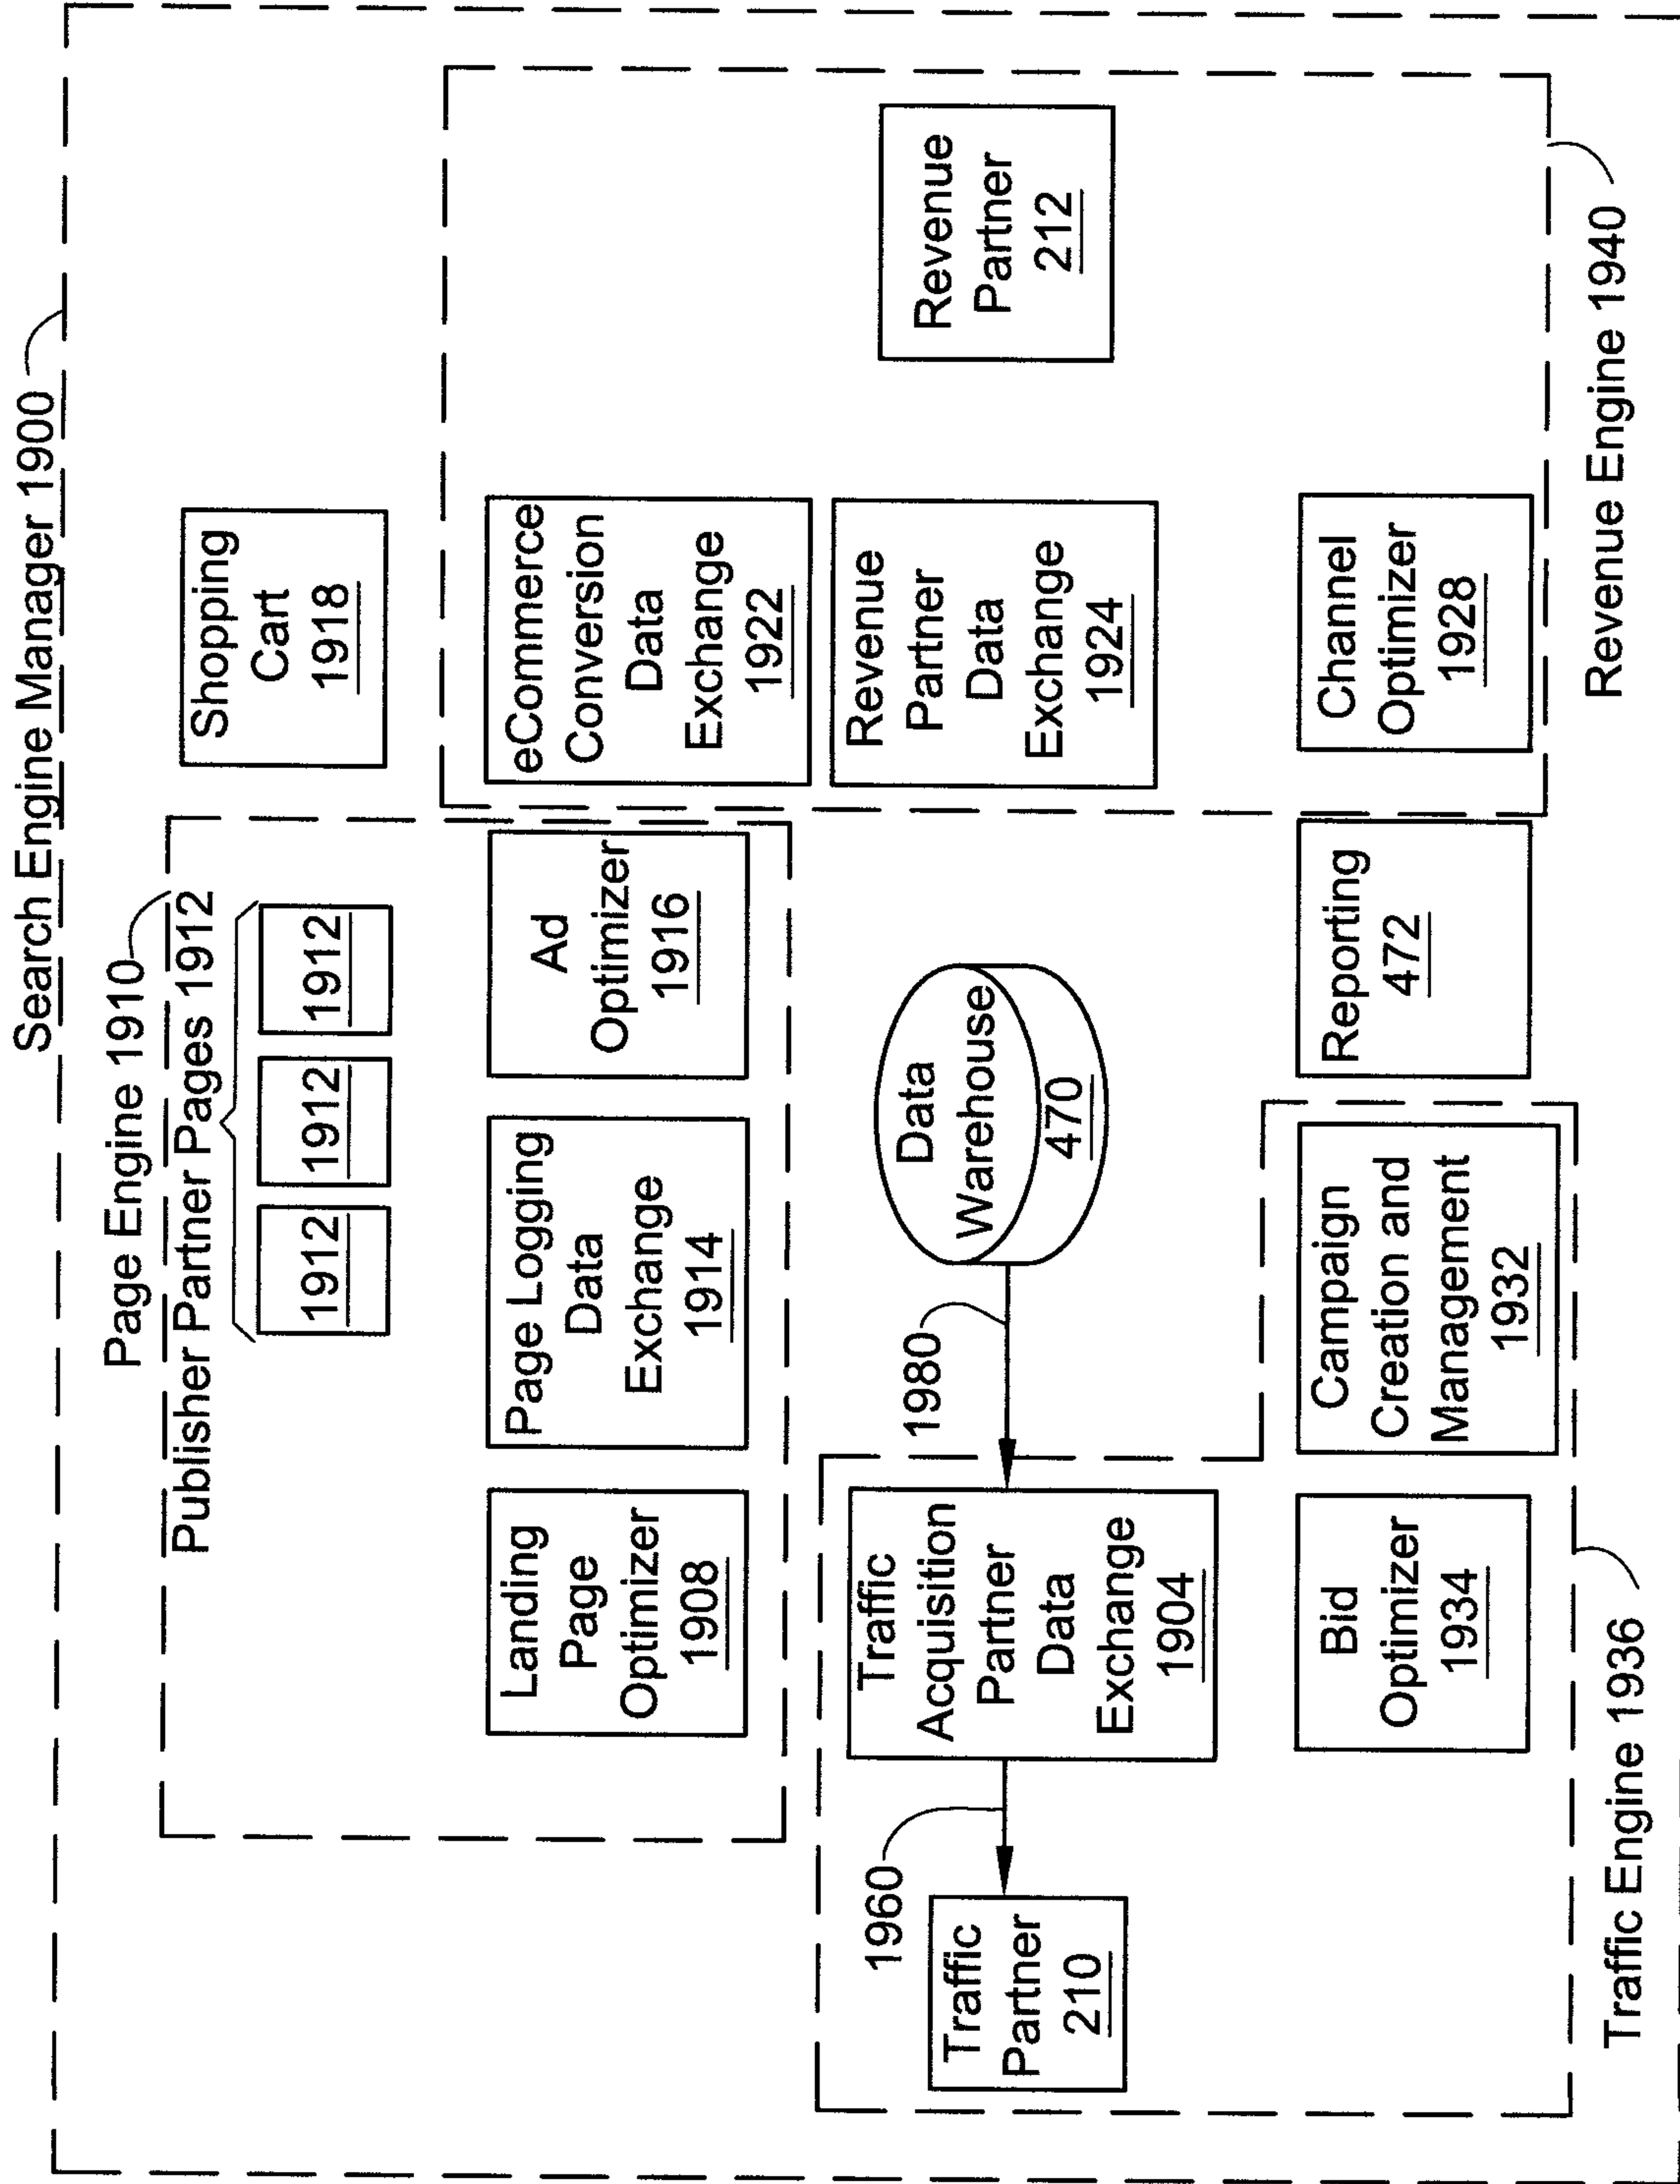 Search Engine Manager 1900
Page Engine 1910
Publisher Partner Pages 1912
1912
1912
1912
Shopping
Cart
1918
Landing
Page
Optimizer
1908
Page Logging
Data
Exchange
1914
Ad
Optimizer
1916
eCommerce
Conversion
Data
Exchange
1922
Revenue
Partner
Data
Exchange
1924
Revenue
Partner
212
1960
1980
Traffic
Partner
210
Traffic
Acquisition
Partner
Data
Exchange
1904
Data
Warehouse
470
Bid
Optimizer
1934
Campaign
Creation and
Management
1932
Reporting
472
Channel
Optimizer
1928
Traffic Engine 1936
Revenue Engine 1940